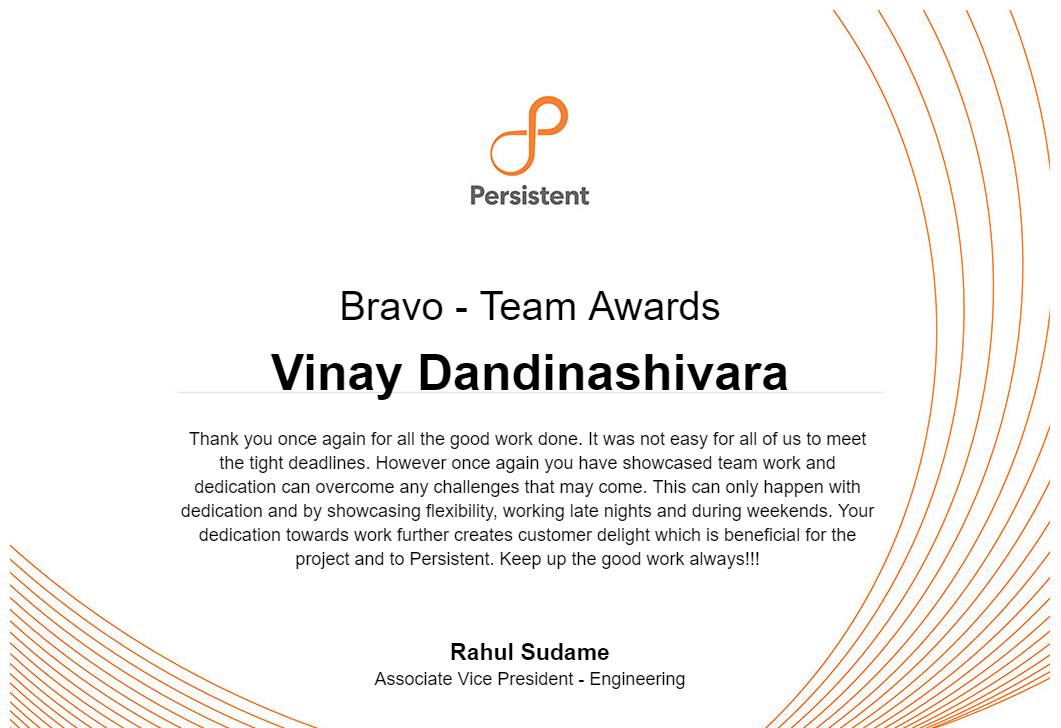 Persistent
Bravo - Team Awards
Vinay Dandinashivara
Thank you once again for all the good work done. It was not easy for all of us to meet
the tight deadlines. However once again you have showcased team work and
dedication can overcome any challenges that may come. This can only happen with
dedication and by showcasing flexibility, working late nights and during weekends. Your
dedication towards work further creates customer delight which is beneficial for the
project and to Persistent. Keep up the good work always!!!
Rahul Sudame
Associate Vice President - Engineering